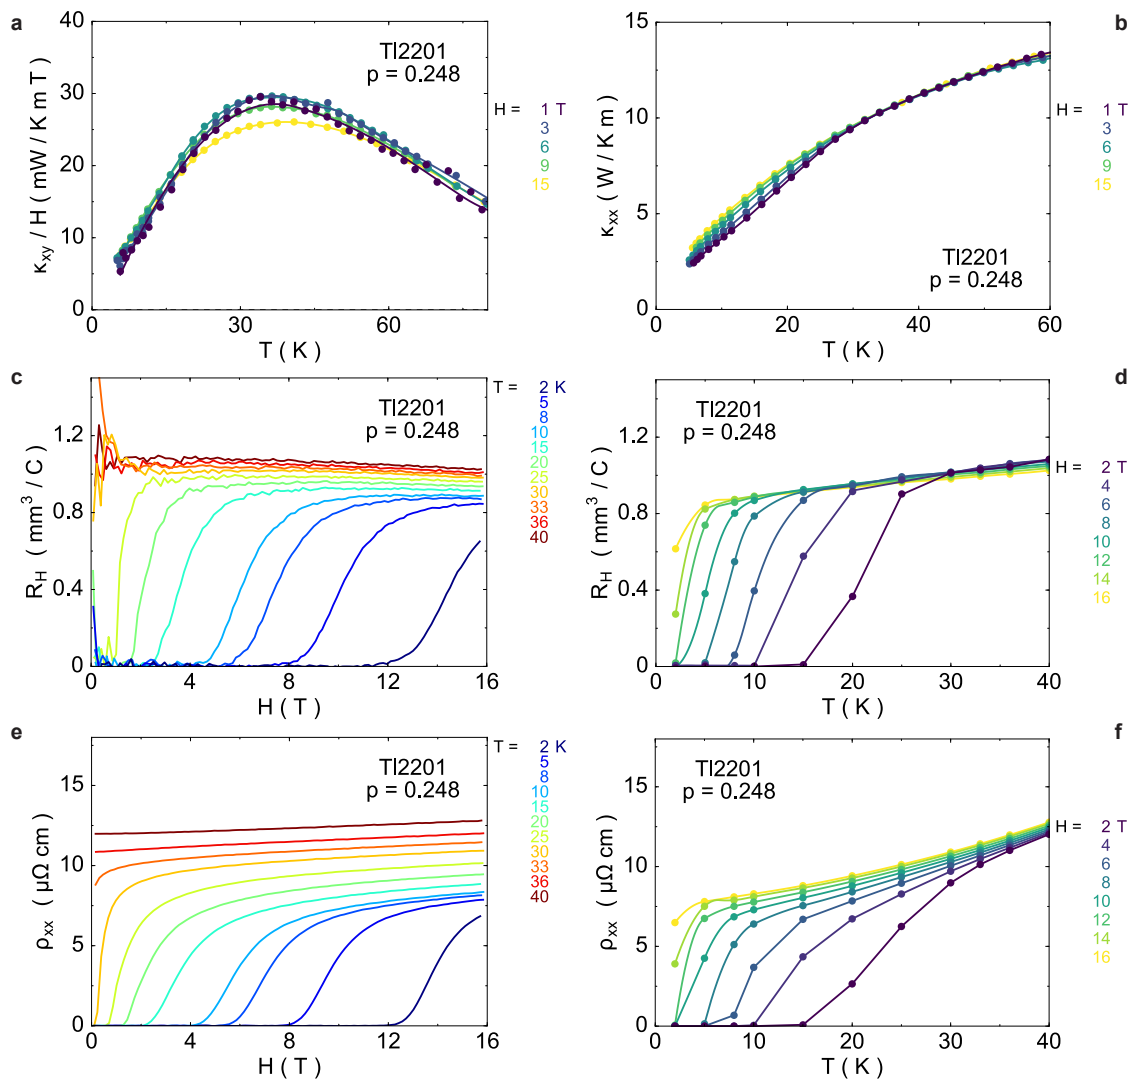 a
40
30
20
10
0
0
30
60
κxy / H ( mW / K m T )
T ( K )
Tl2201
p = 0.248
b
15
10
5
0
0
20
40
60
κxx ( W / K m )
T ( K )
Tl2201
p = 0.248
H = 1 T
3
6
9
15
c
1.2
0.8
0.4
0
0
4
8
12
16
RH ( mm³ / C )
H ( T )
Tl2201
p = 0.248
T = 2 K
5
8
10
15
20
25
30
33
36
40
d
1.2
0.8
0.4
0
0
10
20
30
40
RH ( mm³ / C )
T ( K )
Tl2201
p = 0.248
H = 2 T
4
6
8
10
12
14
16
e
15
10
5
0
0
4
8
12
16
ρxx ( μΩ cm )
H ( T )
Tl2201
p = 0.248
T = 2 K
5
8
10
15
20
25
30
33
36
40
f
15
10
5
0
0
10
20
30
40
ρxx ( μΩ cm )
T ( K )
Tl2201
p = 0.248
H = 2 T
4
6
8
10
12
14
16